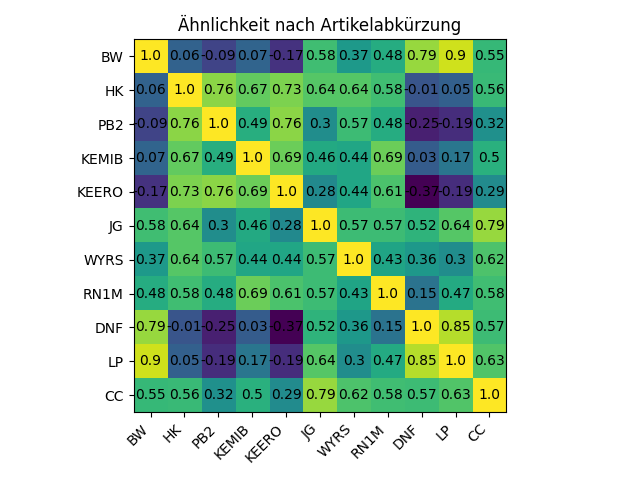 Ähnlichkeit nach Artikelabkürzung
BW 1.0 0.06 -0.09 0.07 -0.17 0.58 0.37 0.48 0.79 0.9 0.55
HK 0.06 1.0 0.76 0.67 0.73 0.64 0.64 0.58 -0.01 0.05 0.56
PB2 -0.09 0.76 1.0 0.49 0.76 0.3 0.57 0.48 -0.25 -0.19 0.32
KEMIB 0.07 0.67 0.49 1.0 0.69 0.46 0.44 0.69 0.03 0.17 0.5
KEERO -0.17 0.73 0.76 0.69 1.0 0.28 0.44 0.61 -0.37 -0.19 0.29
JG 0.58 0.64 0.3 0.46 0.28 1.0 0.57 0.57 0.52 0.64 0.79
WYRS 0.37 0.64 0.57 0.44 0.44 0.57 1.0 0.43 0.36 0.3 0.62
RN1M 0.48 0.58 0.48 0.69 0.61 0.57 0.43 1.0 0.15 0.47 0.58
DNF 0.79 -0.01 -0.25 0.03 -0.37 0.52 0.36 0.15 1.0 0.85 0.57
LP 0.9 0.05 -0.19 0.17 -0.19 0.64 0.3 0.47 0.85 1.0 0.63
CC 0.55 0.56 0.32 0.5 0.29 0.79 0.62 0.58 0.57 0.63 1.0
BW HK PB2 KEMIB KEERO JG WYRS RN1M DNF LP CC